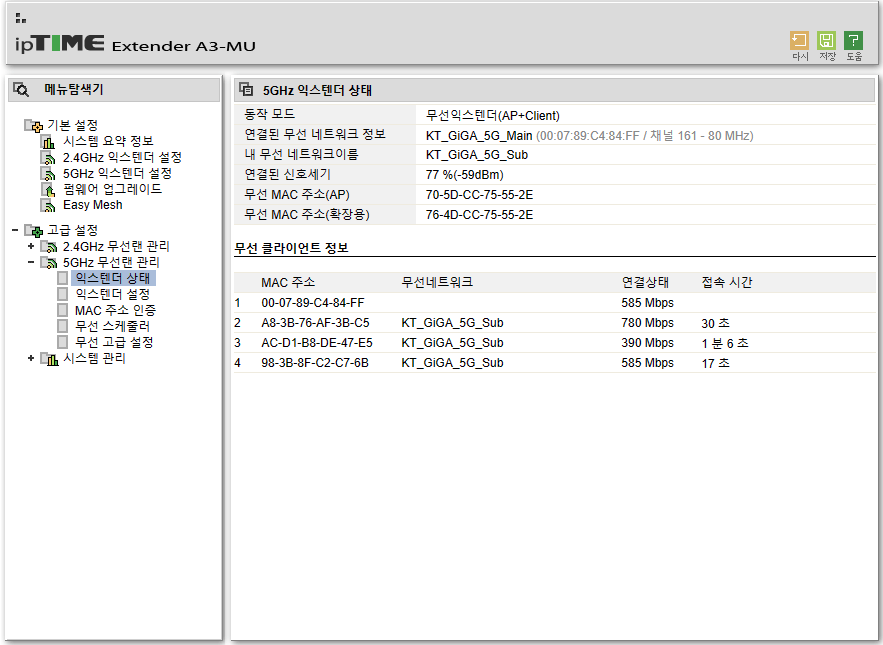 ipTIME Extender A3-MU
다시 저장 도움
메뉴탐색기
기본 설정
시스템 요약 정보
2.4GHz 익스텐더 설정
5GHz 익스텐더 설정
펌웨어 업그레이드
Easy Mesh
고급 설정
2.4GHz 무선랜 관리
5GHz 무선랜 관리
익스텐더 상태
익스텐더 설정
MAC 주소 인증
무선 스케줄러
무선 고급 설정
시스템 관리
5GHz 익스텐더 상태
동작 모드 무선익스텐더(AP+Client)
연결된 무선 네트워크 정보 KT_GiGA_5G_Main (00:07:89:C4:84:FF / 채널 161 - 80 MHz)
내 무선 네트워크이름 KT_GiGA_5G_Sub
연결된 신호세기 77 %(-59dBm)
무선 MAC 주소(AP) 70-5D-CC-75-55-2E
무선 MAC 주소(확장용) 76-4D-CC-75-55-2E
무선 클라이언트 정보
MAC 주소 무선네트워크 연결상태 접속 시간
1 00-07-89-C4-84-FF 585 Mbps
2 A8-3B-76-AF-3B-C5 KT_GiGA_5G_Sub 780 Mbps 30 초
3 AC-D1-B8-DE-47-E5 KT_GiGA_5G_Sub 390 Mbps 1 분 6 초
4 98-3B-8F-C2-C7-6B KT_GiGA_5G_Sub 585 Mbps 17 초